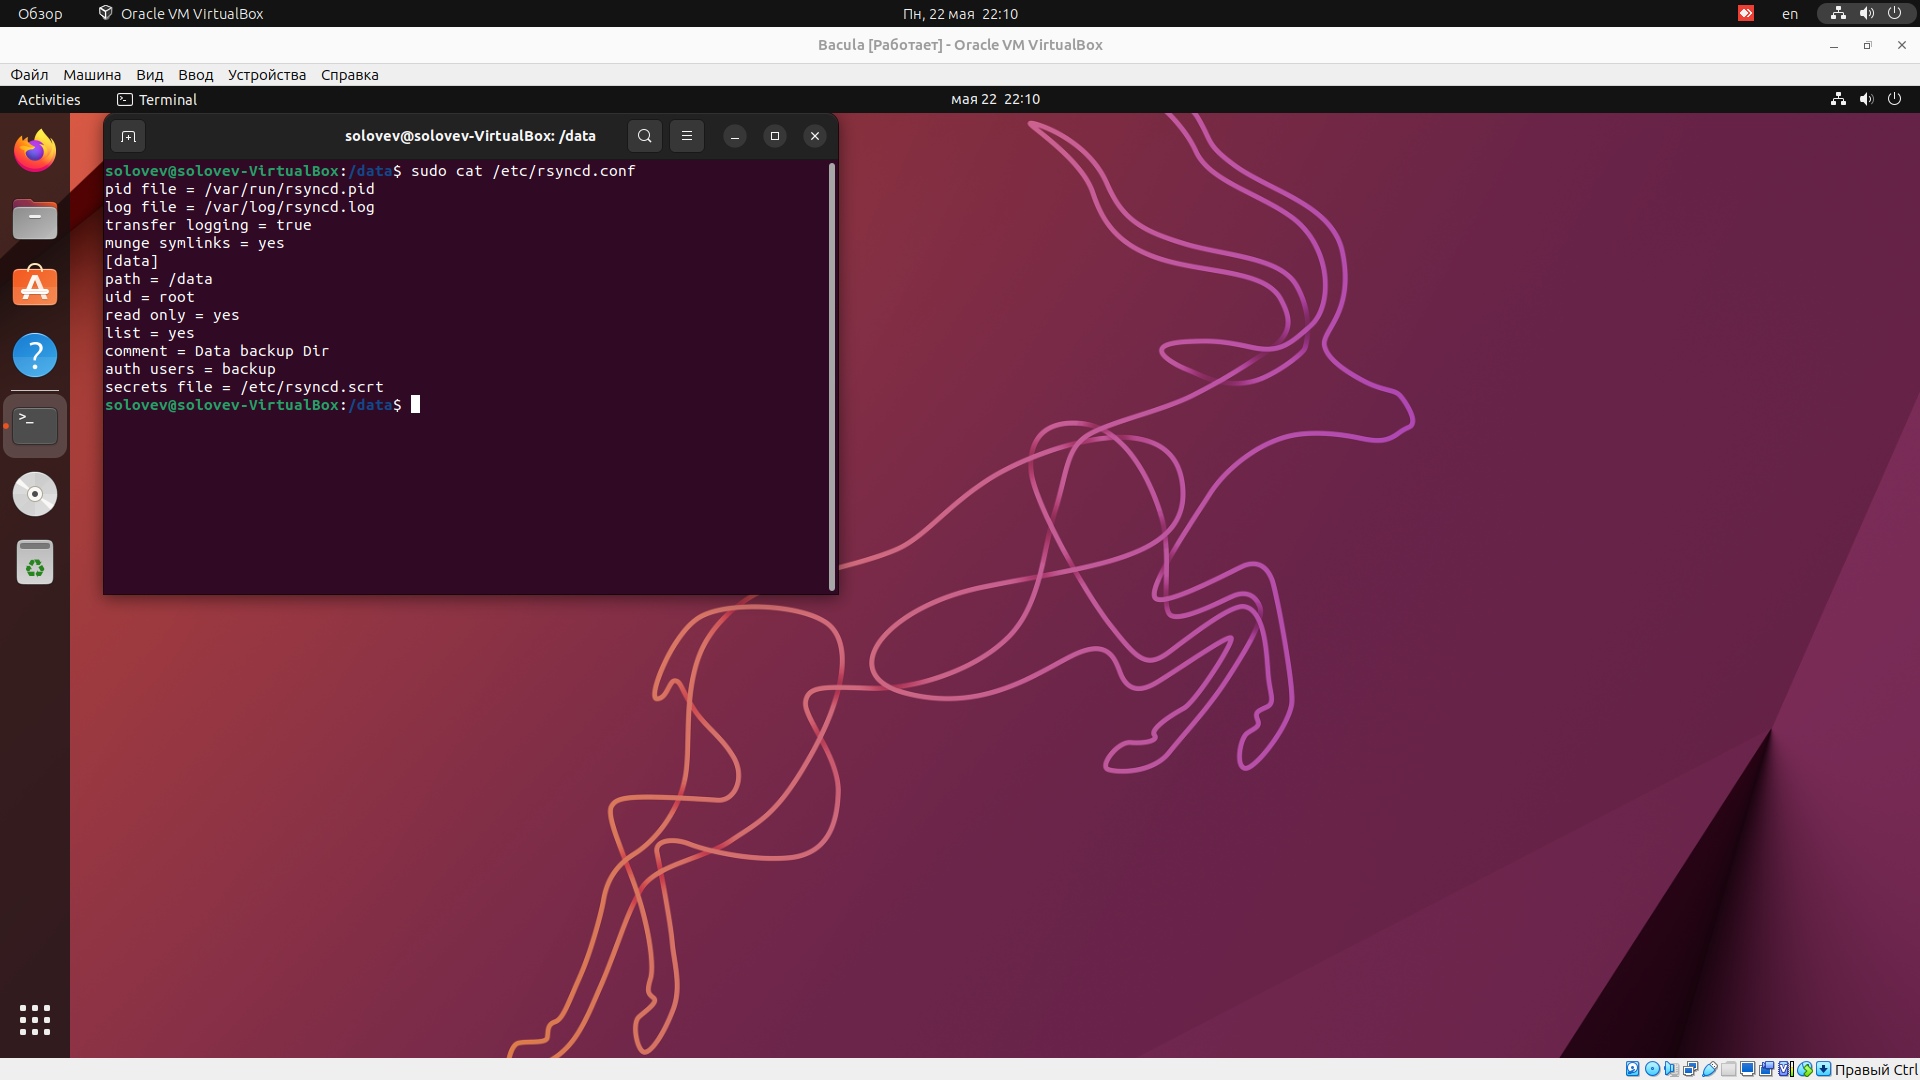 Обзор Oracle VM VirtualBox Пн, 22 мая 22:10 en
Bacula [Работает] - Oracle VM VirtualBox
Файл Машина Вид Ввод Устройства Справка
Activities Terminal мая 22 22:10
solovev@solovev-VirtualBox: /data
solovev@solovev-VirtualBox:/data$ sudo cat /etc/rsyncd.conf
pid file = /var/run/rsyncd.pid
log file = /var/log/rsyncd.log
transfer logging = true
munge symlinks = yes
[data]
path = /data
uid = root
read only = yes
list = yes
comment = Data backup Dir
auth users = backup
secrets file = /etc/rsyncd.scrt
solovev@solovev-VirtualBox:/data$
Правый Ctrl